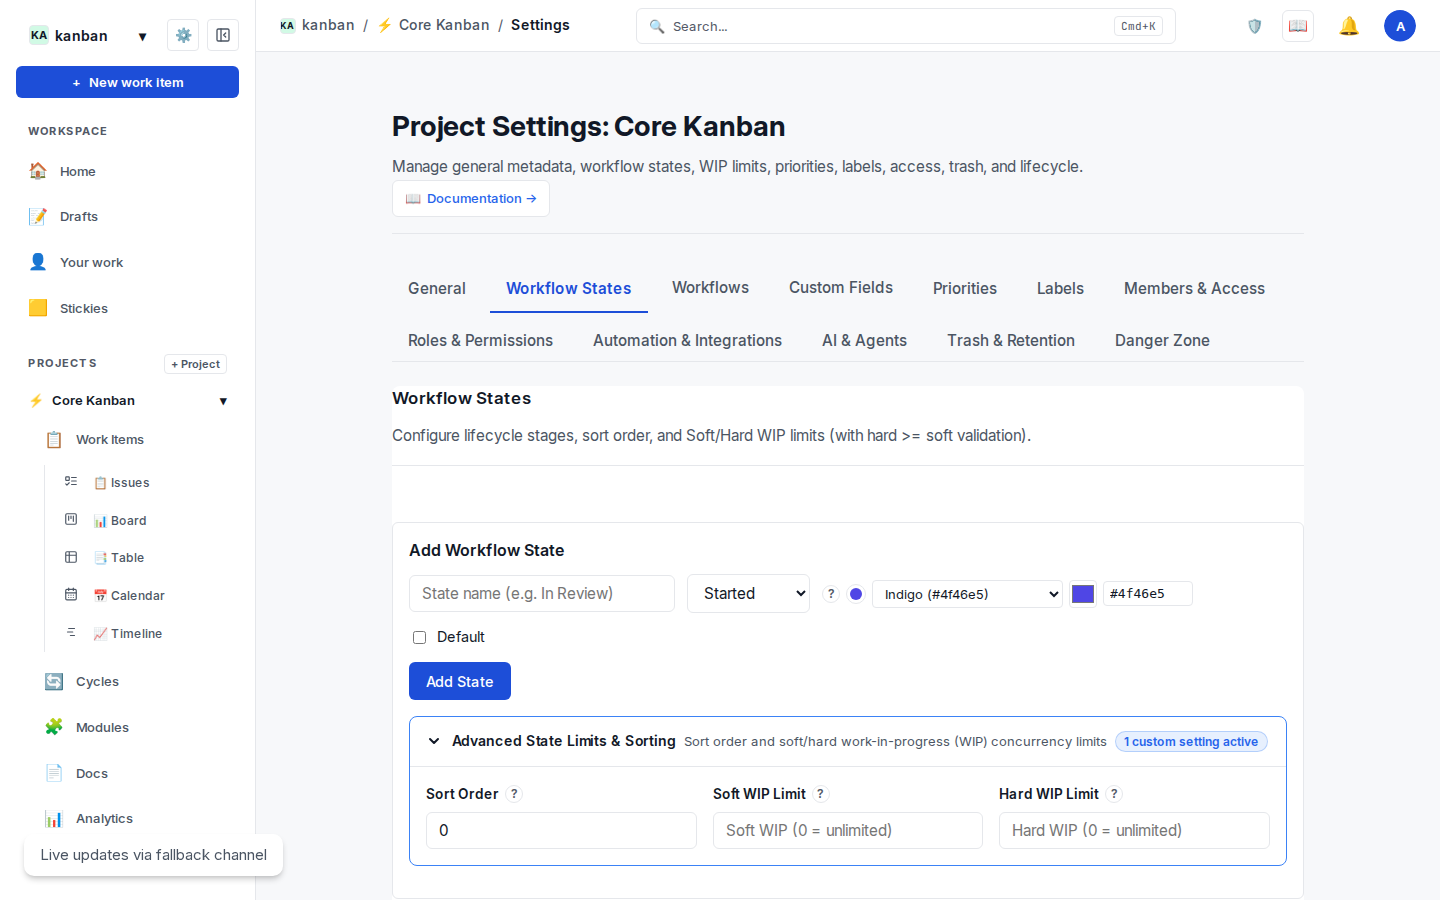 KA kanban ▾
+ New work item
WORKSPACE
Home
Drafts
Your work
Stickies
PROJECTS + Project
Core Kanban ▾
Work Items
Issues
Board
Table
Calendar
Timeline
Cycles
Modules
Docs
Analytics
Live updates via fallback channel
KA kanban / Core Kanban / Settings
Search... Cmd+K
A
Project Settings: Core Kanban
Manage general metadata, workflow states, WIP limits, priorities, labels, access, trash, and lifecycle.
Documentation →
General Workflow States Workflows Custom Fields Priorities Labels Members & Access
Roles & Permissions Automation & Integrations AI & Agents Trash & Retention Danger Zone
Workflow States
Configure lifecycle stages, sort order, and Soft/Hard WIP limits (with hard >= soft validation).
Add Workflow State
State name (e.g. In Review) Started ? Indigo (#4f46e5) #4f46e5
Default
Add State
Advanced State Limits & Sorting Sort order and soft/hard work-in-progress (WIP) concurrency limits 1 custom setting active
Sort Order ? Soft WIP Limit ? Hard WIP Limit ?
0 Soft WIP (0 = unlimited) Hard WIP (0 = unlimited)